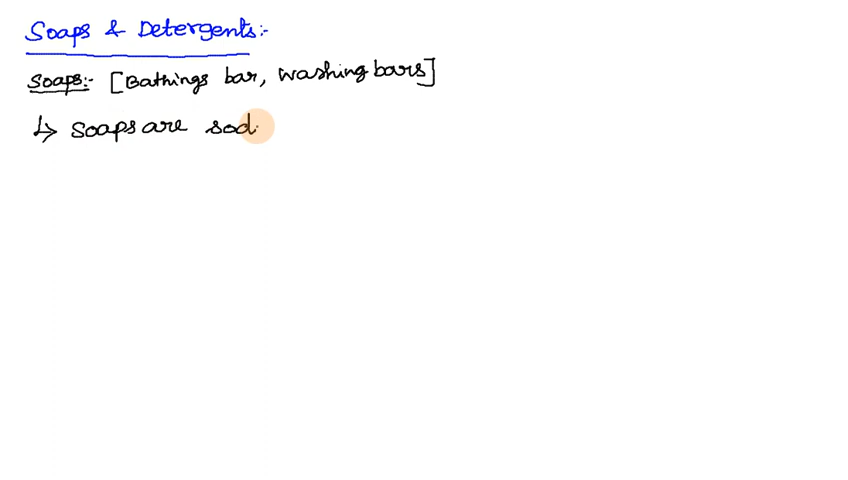 Soaps & Detergents:-
Soaps:- [Bathings bar, washing bars]
↳ Soaps are sod